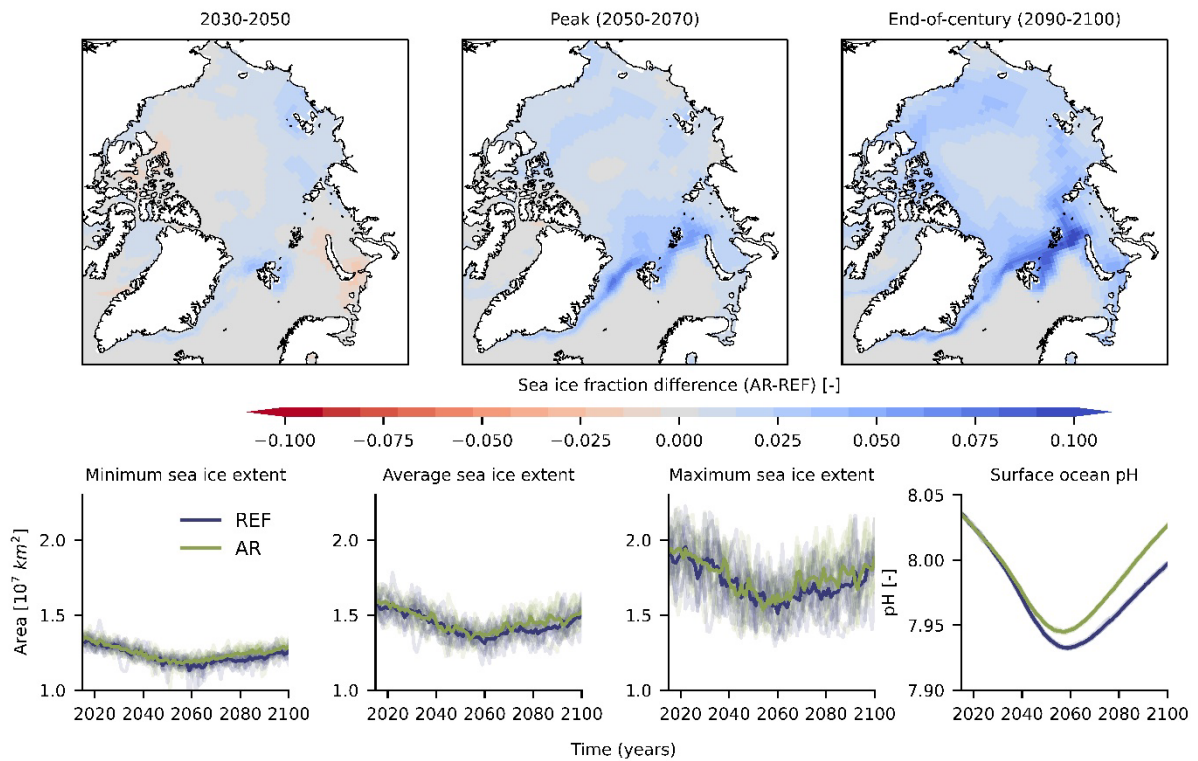 2030-2050
Peak (2050-2070)
End-of-century (2090-2100)
Sea ice fraction difference (AR-REF) [-]
−0.100 −0.075 −0.050 −0.025 0.000 0.025 0.050 0.075 0.100
Minimum sea ice extent
Average sea ice extent
Maximum sea ice extent
Surface ocean pH
Area [10⁷ km²]
2.0
1.5
1.0
REF
AR
2020 2040 2060 2080 2100
2.0
1.5
1.0
2020 2040 2060 2080 2100
2.0
1.5
1.0
2020 2040 2060 2080 2100
pH [-]
8.05
8.00
7.95
7.90
2020 2040 2060 2080 2100
Time (years)